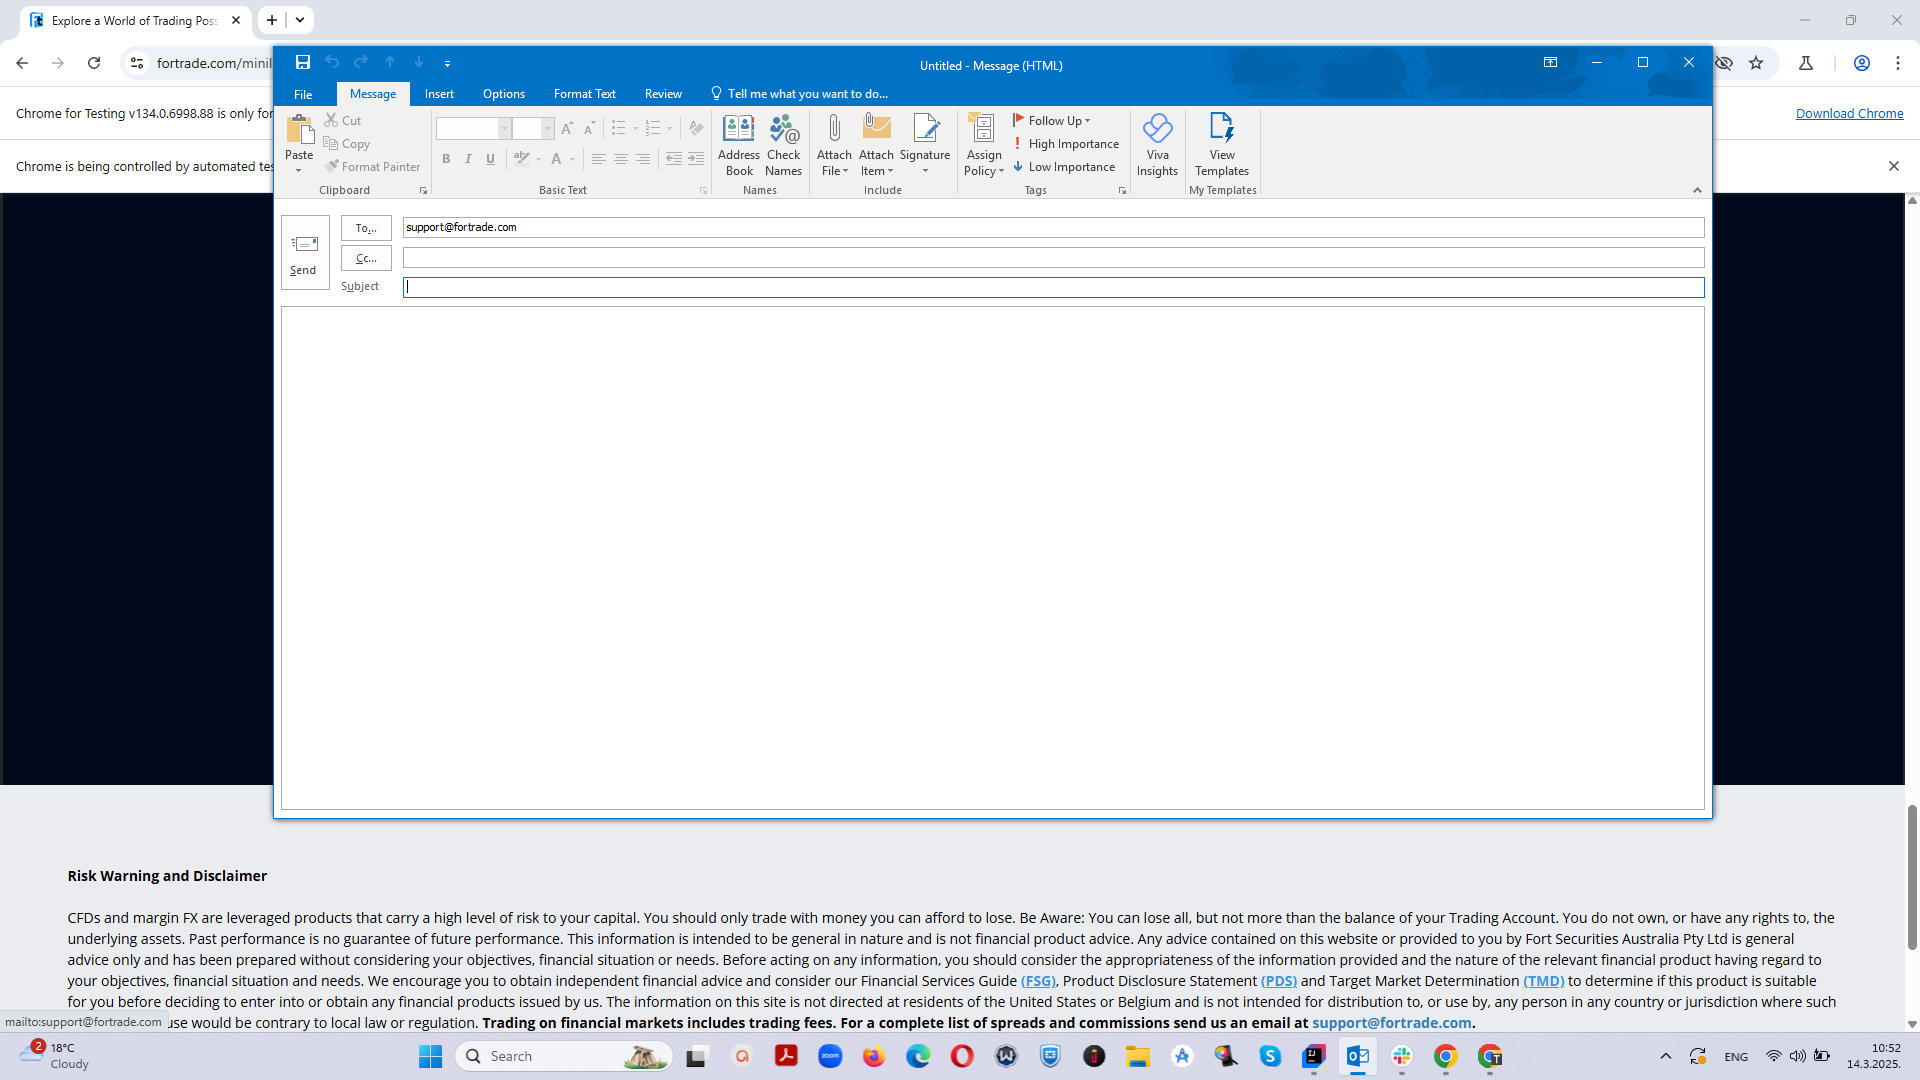 Explore a World of Trading Poss
fortrade.com/minil
Untitled - Message (HTML)
File
Message
Insert
Options
Format Text
Review
Tell me what you want to do...
Chrome for Testing v134.0.6998.88 is only for
Download Chrome
Chrome is being controlled by automated tes
Paste
Cut
Copy
Format Painter
Clipboard
B I U
A
Basic Text
Address Book
Check Names
Names
Attach File
Attach Item
Signature
Include
Assign Policy
Follow Up
High Importance
Low Importance
Tags
Viva Insights
View Templates
My Templates
Send
To...
support@fortrade.com
Cc...
Subject
Risk Warning and Disclaimer
CFDs and margin FX are leveraged products that carry a high level of risk to your capital. You should only trade with money you can afford to lose. Be Aware: You can lose all, but not more than the balance of your Trading Account. You do not own, or have any rights to, the
underlying assets. Past performance is no guarantee of future performance. This information is intended to be general in nature and is not financial product advice. Any advice contained on this website or provided to you by Fort Securities Australia Pty Ltd is general
advice only and has been prepared without considering your objectives, financial situation or needs. Before acting on any information, you should consider the appropriateness of the information provided and the nature of the relevant financial product having regard to
your objectives, financial situation and needs. We encourage you to obtain independent financial advice and consider our Financial Services Guide (FSG), Product Disclosure Statement (PDS) and Target Market Determination (TMD) to determine if this product is suitable
for you before deciding to enter into or obtain any financial products issued by us. The information on this site is not directed at residents of the United States or Belgium and is not intended for distribution to, or use by, any person in any country or jurisdiction where such
use would be contrary to local law or regulation. Trading on financial markets includes trading fees. For a complete list of spreads and commissions send us an email at support@fortrade.com.
mailto:support@fortrade.com
2
18°C
Cloudy
Search
zoom
ENG
10:52
14.3.2025.